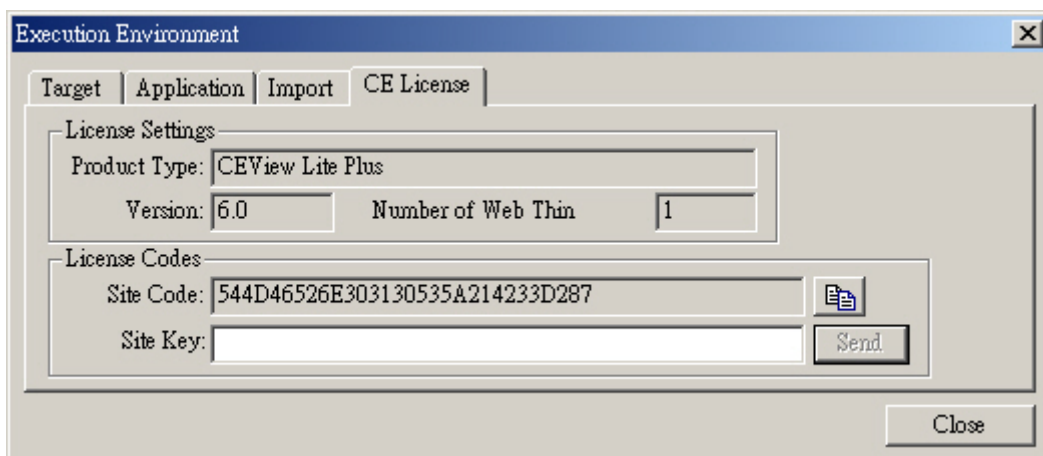 Execution Environment
Target Application Import CE License
License Settings
Product Type: CEView Lite Plus
Version: 6.0 Number of Web Thin 1
License Codes
Site Code: 544D46526E303130535A214233D287
Site Key: Send
Close